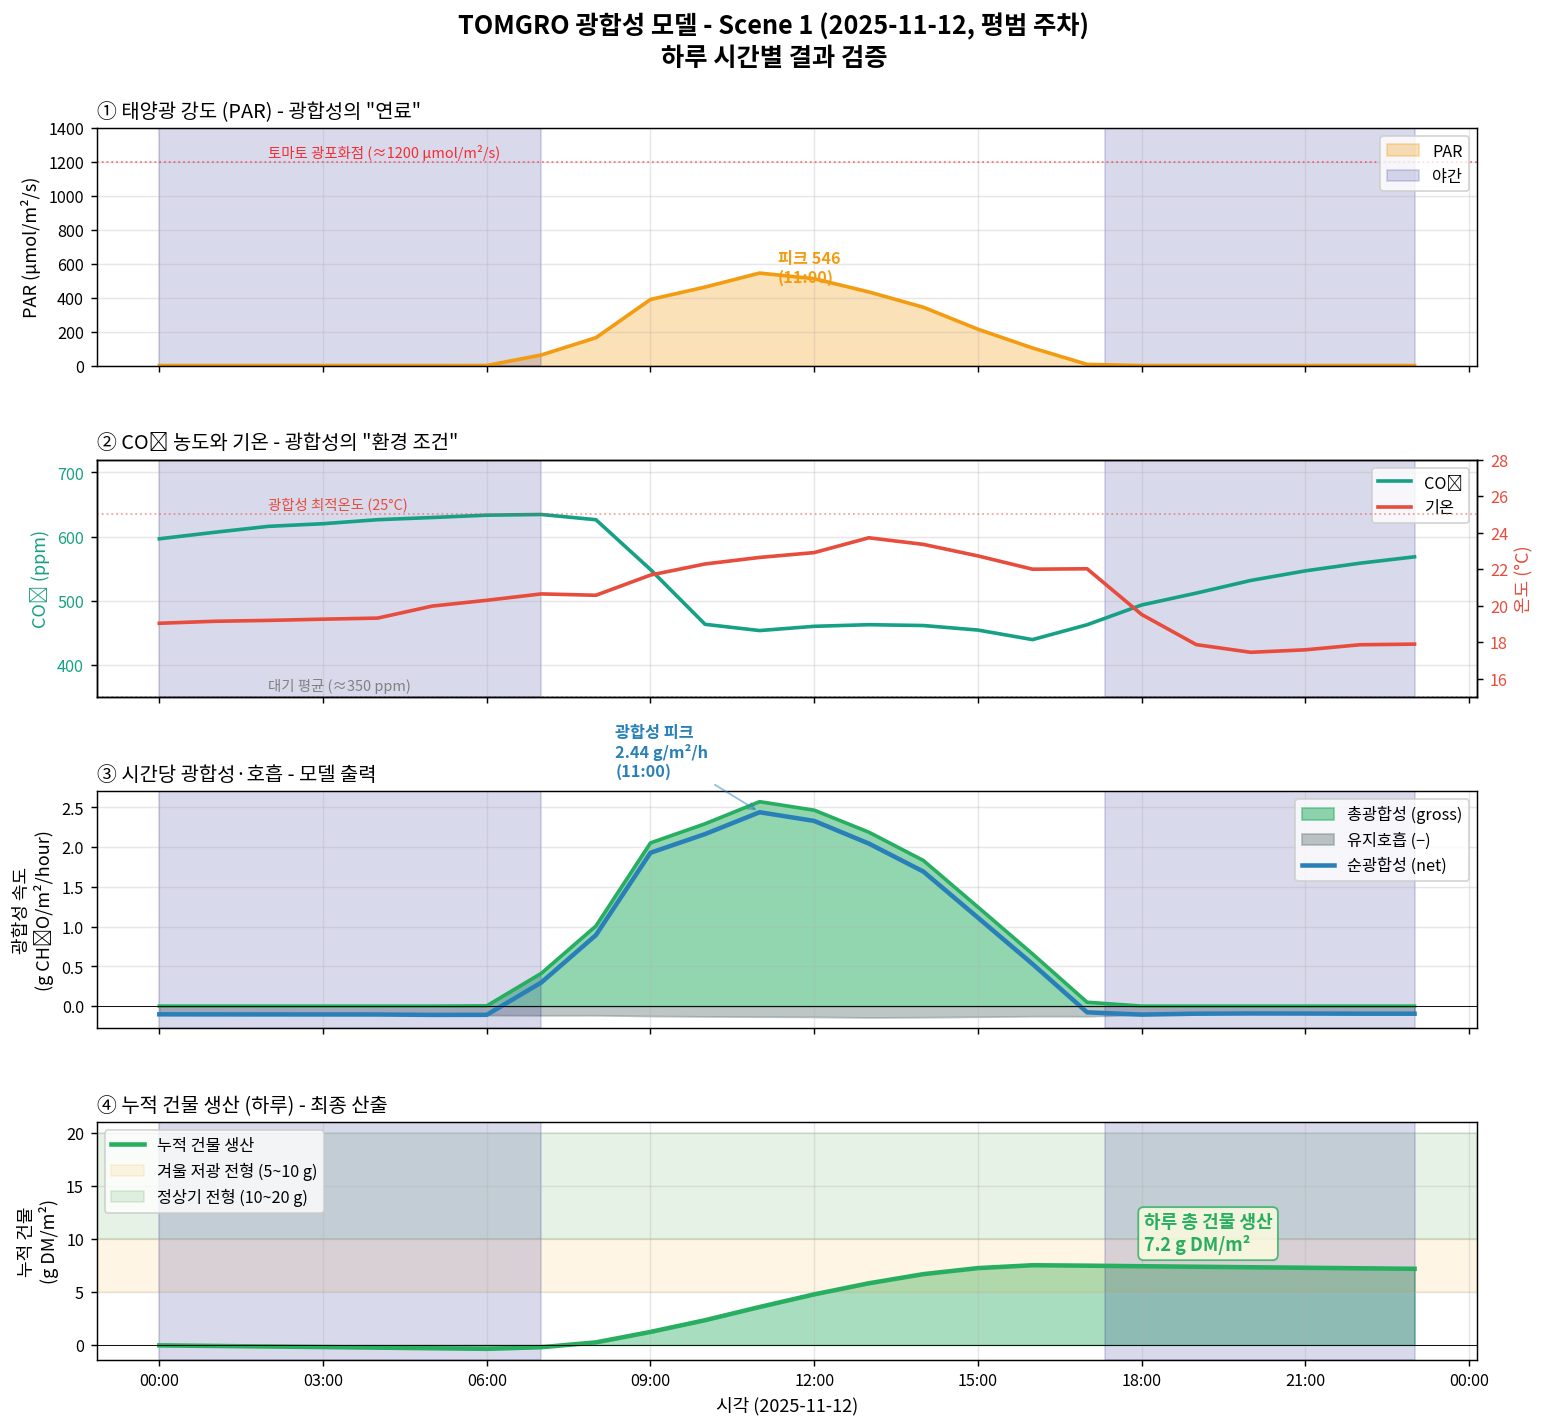 TOMGRO 광합성 모델 - Scene 1 (2025-11-12, 평범 주차)
하루 시간별 결과 검증
① 태양광 강도 (PAR) - 광합성의 "연료"
PAR (μmol/m²/s)
1400
1200
1000
800
600
400
200
0
토마토 광포화점 (≈1200 μmol/m²/s)
피크 546
(11:00)
PAR
야간
② CO□ 농도와 기온 - 광합성의 "환경 조건"
CO□ (ppm)
700
600
500
400
광합성 최적온도 (25°C)
대기 평균 (≈350 ppm)
CO□
기온
28
26
24
22
20
18
16
온도 (°C)
광합성 피크
2.44 g/m²/h
(11:00)
③ 시간당 광합성·호흡 - 모델 출력
광합성 속도
(g CH□O/m²/hour)
2.5
2.0
1.5
1.0
0.5
0.0
총광합성 (gross)
유지호흡 (−)
순광합성 (net)
④ 누적 건물 생산 (하루) - 최종 산출
누적 건물
(g DM/m²)
20
15
10
5
0
누적 건물 생산
겨울 저광 전형 (5~10 g)
정상기 전형 (10~20 g)
하루 총 건물 생산
7.2 g DM/m²
00:00 03:00 06:00 09:00 12:00 15:00 18:00 21:00 00:00
시각 (2025-11-12)